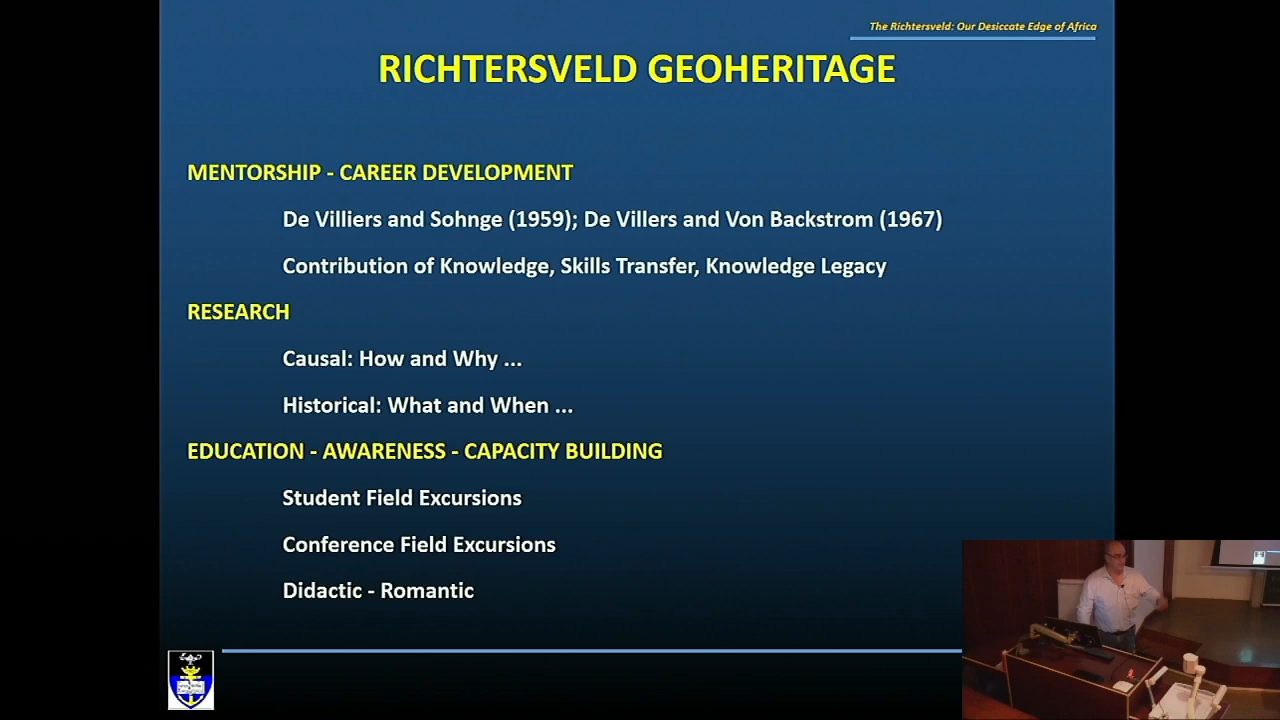 The Richtersveld: Our Desiccate Edge of Africa
RICHTERSVELD GEOHERITAGE
MENTORSHIP - CAREER DEVELOPMENT
De Villiers and Sohnge (1959); De Villers and Von Backstrom (1967)
Contribution of Knowledge, Skills Transfer, Knowledge Legacy
RESEARCH
Causal: How and Why ...
Historical: What and When ...
EDUCATION - AWARENESS - CAPACITY BUILDING
Student Field Excursions
Conference Field Excursions
Didactic - Romantic